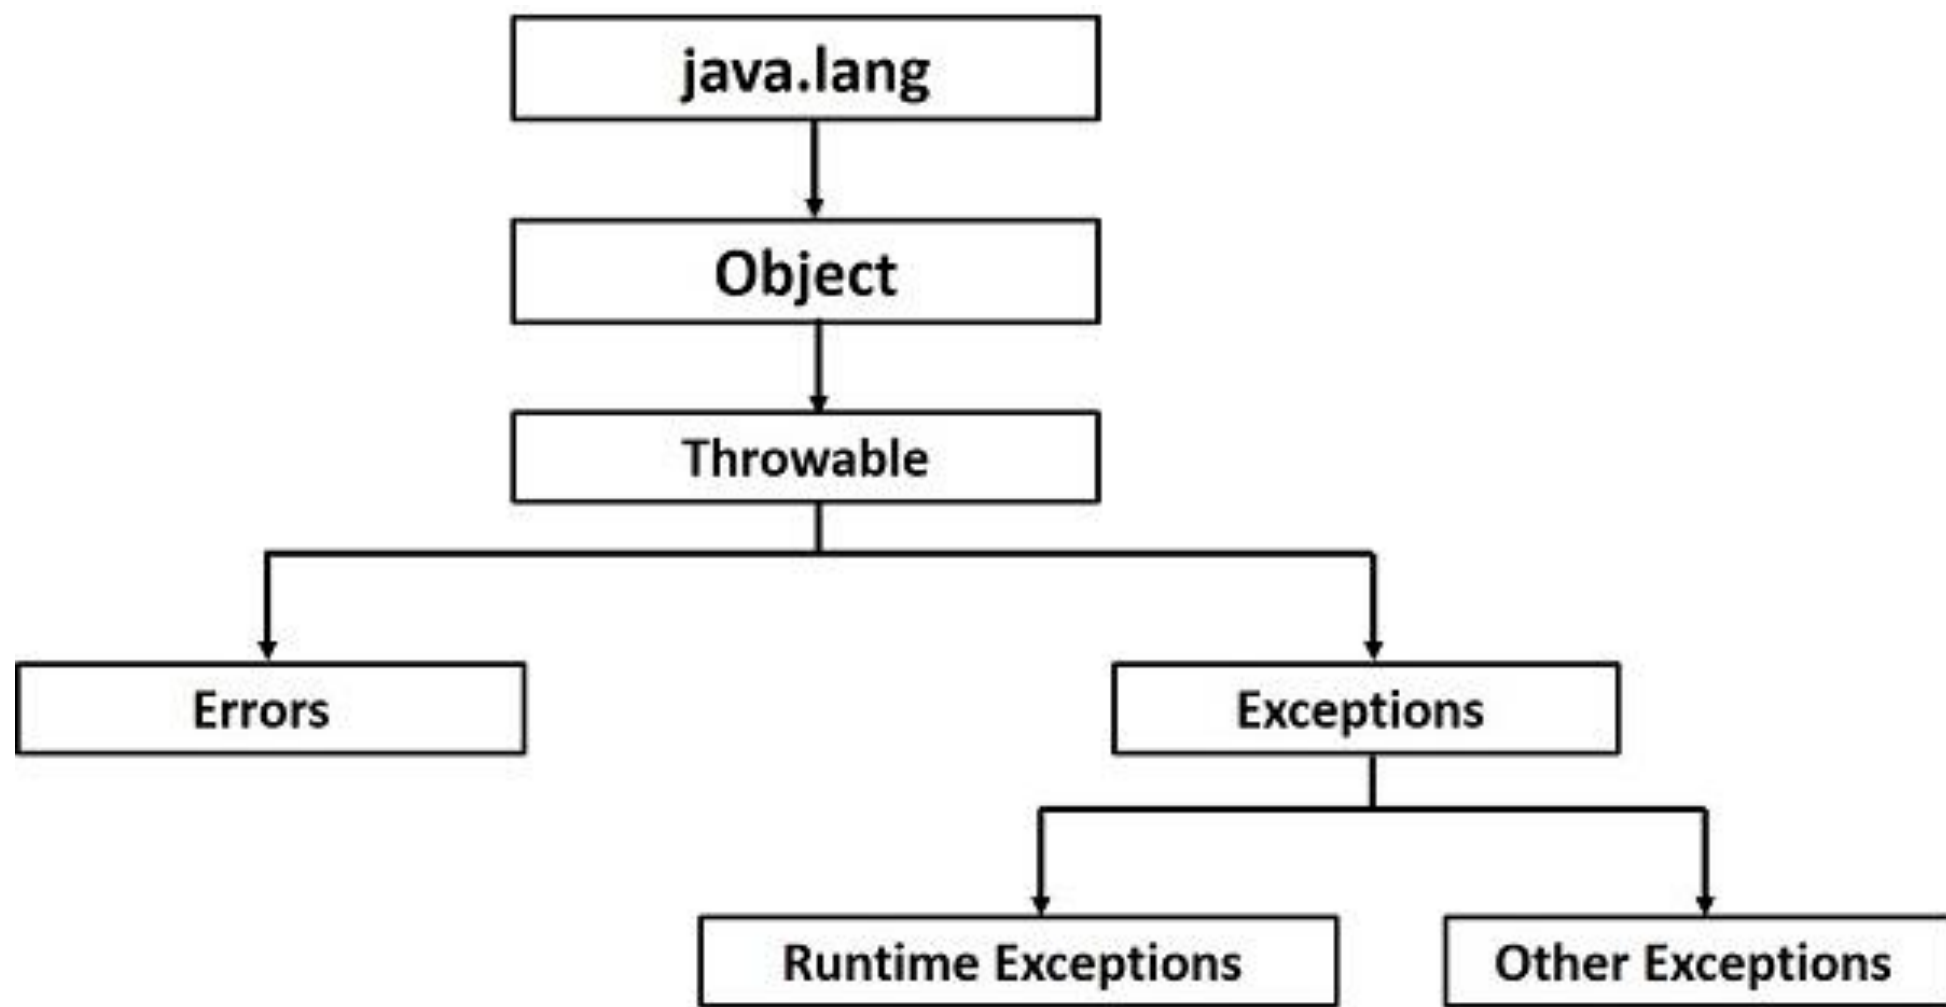 java.lang
Object
Throwable
Errors
Exceptions
Runtime Exceptions
Other Exceptions